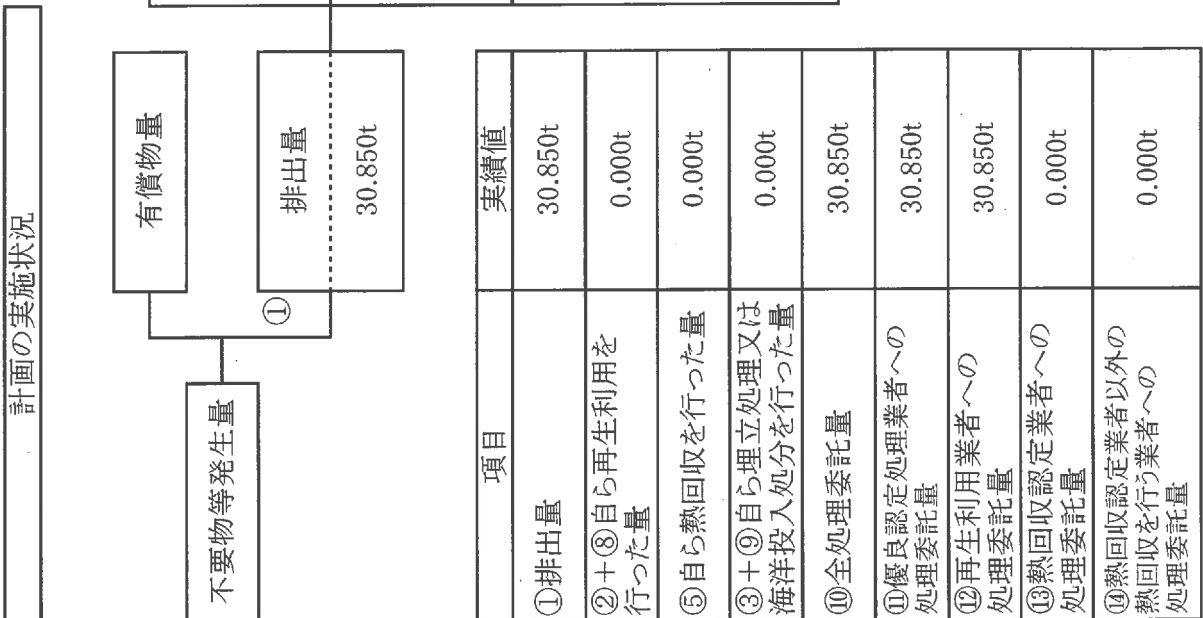 計画の実施状況
不要物等発生量
有償物量
①
排出量
30.850t
項目
実績値
①排出量
30.850t
②+⑧自ら再生利用を
行った量
0.000t
⑤自ら熱回収を行った量
0.000t
③+⑨自ら埋立処理又は
海洋投入処分を行った量
0.000t
⑩全処理委託量
30.850t
⑪優良認定処理業者への
処理委託量
30.850t
⑫再生利用業者への
処理委託量
30.850t
⑬熱回収認定業者への
処理委託量
0.000t
⑭熱回収認定業者以外の
熱回収を行う業者への
処理委託量
0.000t